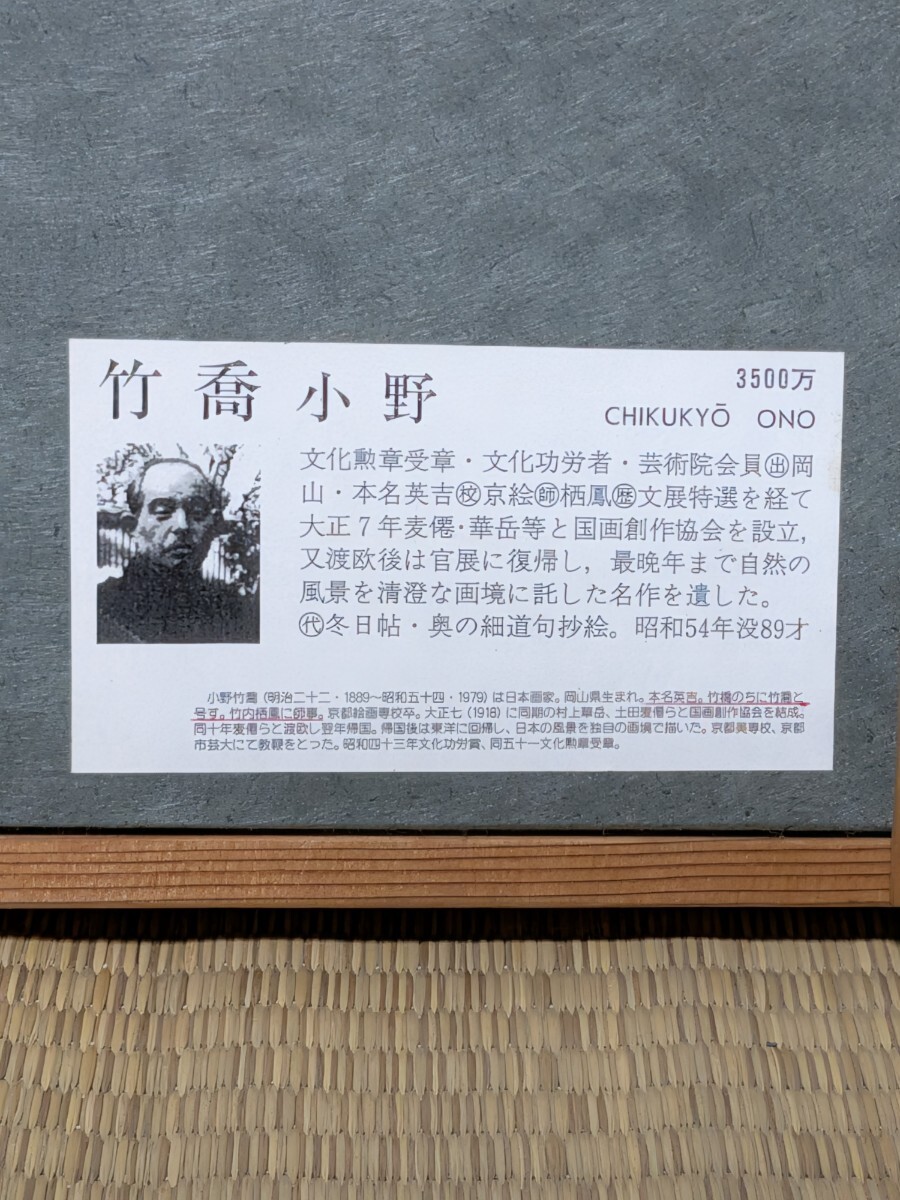 竹喬 小野
3500万
CHIKUKYŌ ONO
文化勲章受章・文化功労者・芸術院会員㊀出岡
山・本名英吉校京絵師栖鳳歴文展特選を経て
大正7年麦僊・華岳等と国画創作協会を設立,
又渡欧後は官展に復帰し,最晩年まで自然の
風景を清澄な画境に託した名作を遺した。
代冬日帖・奥の細道句抄絵。昭和54年没89才
小野竹喬(明治二十二・1889〜昭和五十四・1979)は日本画家。岡山県生まれ。本名英吉。竹橋のちに竹喬と
号す。竹内栖鳳に師事。京都絵画専校卒。大正七(1918)に同期の村上華岳、土田麦僊らと国画創作協会を結成。
同十年麦僊らと渡欧し翌年帰国。帰国後は東洋に回帰し、日本の風景を独自の画境で描いた。京都美専校、京都
市芸大にて教鞭をとった。昭和四十三年文化功労賞、同五十一文化勲章受章。